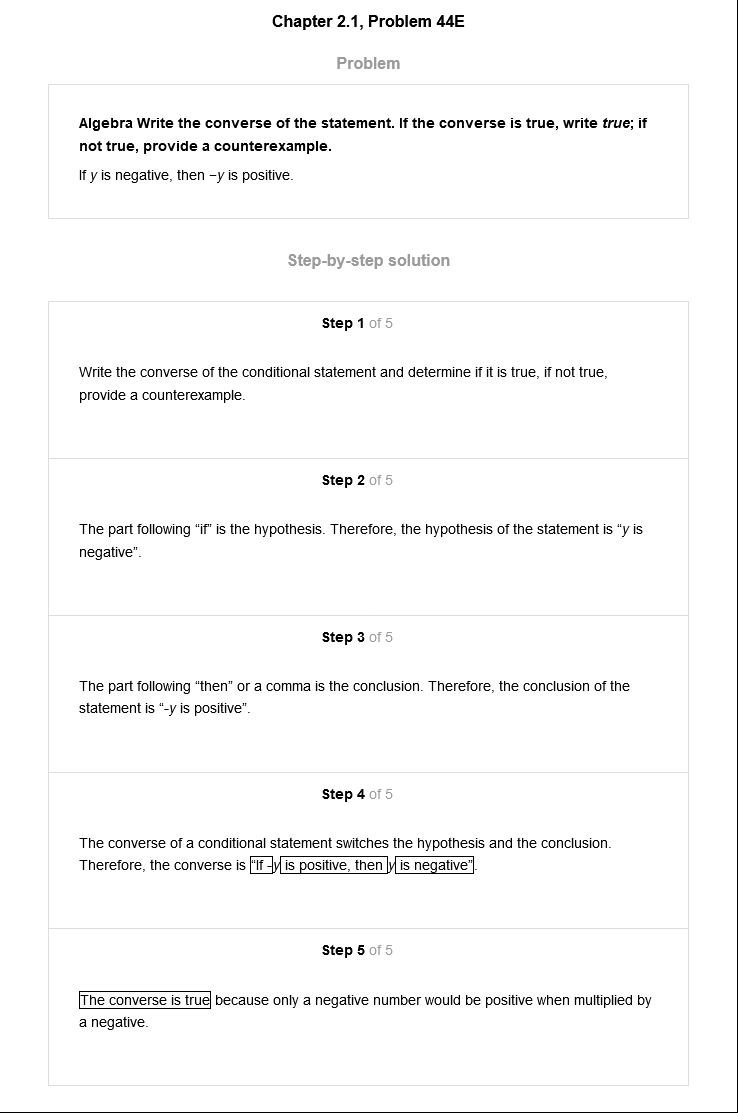 Chapter 2.1, Problem 44E
Problem
Algebra Write the converse of the statement. If the converse is true, write true; if
not true, provide a counterexample.
If y is negative, then −y is positive.
Step-by-step solution
Step 1 of 5
Write the converse of the conditional statement and determine if it is true, if not true,
provide a counterexample.
Step 2 of 5
The part following “if” is the hypothesis. Therefore, the hypothesis of the statement is “y is
negative”.
Step 3 of 5
The part following “then” or a comma is the conclusion. Therefore, the conclusion of the
statement is “-y is positive”.
Step 4 of 5
The converse of a conditional statement switches the hypothesis and the conclusion.
Therefore, the converse is “If -y is positive, then y is negative”.
Step 5 of 5
The converse is true because only a negative number would be positive when multiplied by
a negative.